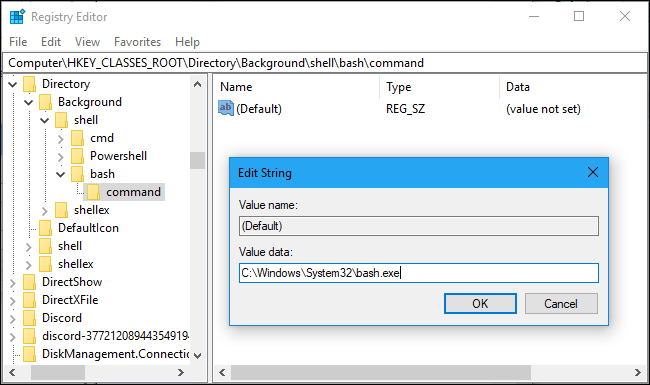 Registry Editor
File Edit View Favorites Help
Computer\HKEY_CLASSES_ROOT\Directory\Background\shell\bash\command
Directory
Background
shell
cmd
Powershell
bash
command
shellex
DefaultIcon
shell
shellex
DirectShow
DirectXFile
Discord
discord-37721208944354919
DiskManagement.Connectic
Name Type Data
ab (Default) REG_SZ (value not set)
Edit String
Value name:
(Default)
Value data:
C:\Windows\System32\bash.exe
OK Cancel